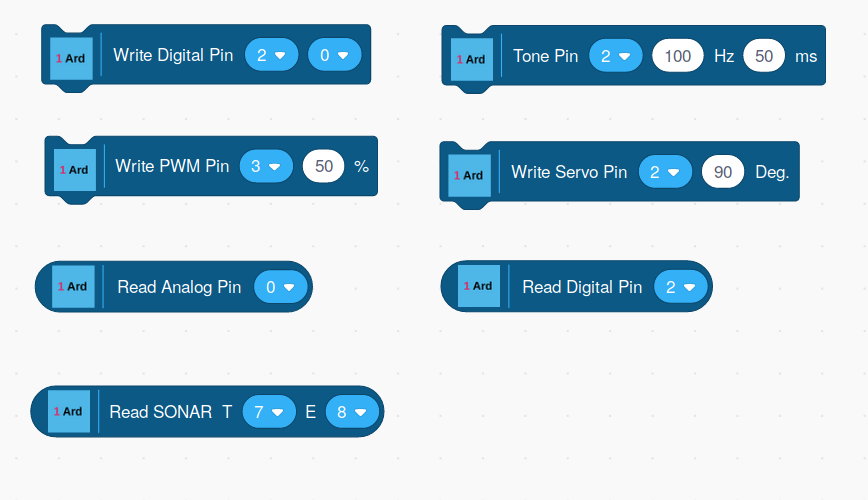 1 Ard Write Digital Pin 2 0
1 Ard Tone Pin 2 100 Hz 50 ms
1 Ard Write PWM Pin 3 50 %
1 Ard Write Servo Pin 2 90 Deg.
1 Ard Read Analog Pin 0
1 Ard Read Digital Pin 2
1 Ard Read SONAR T 7 E 8